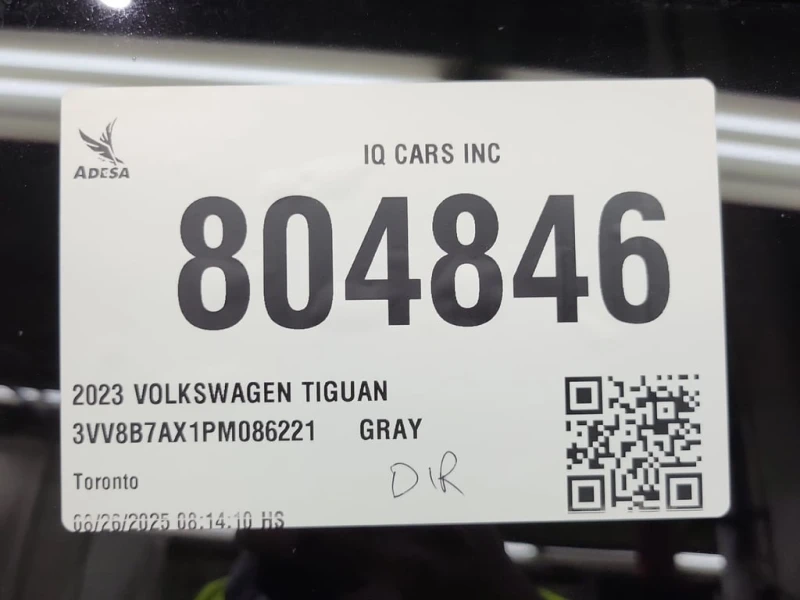 ADESA
IQ CARS INC
804846
2023 VOLKSWAGEN TIGUAN
3VV8B7AX1PM086221 GRAY
DIR
Toronto
06/26/2025 08:14:10 HS